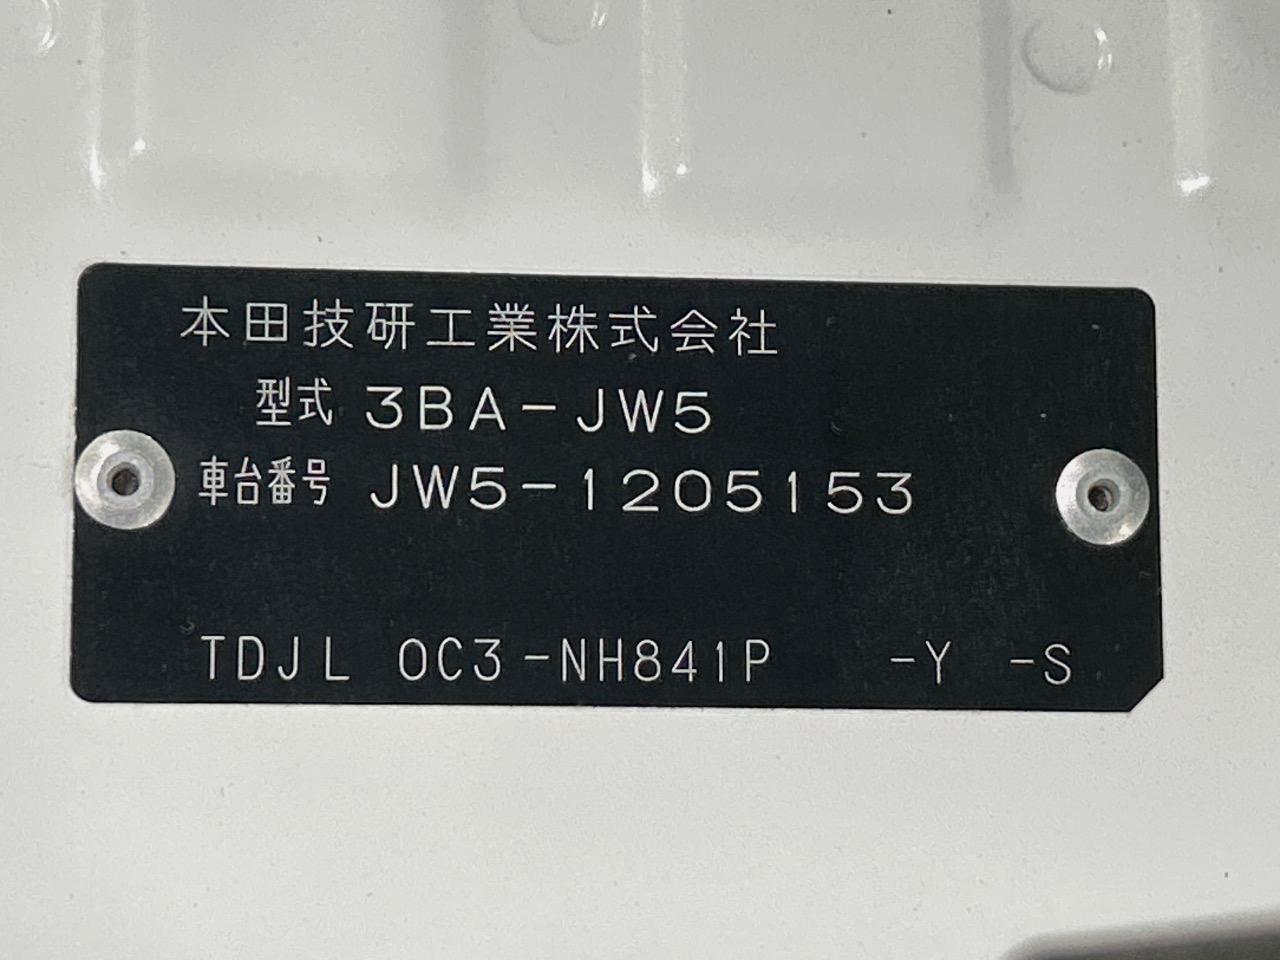 本田技研工業株式会社
型式 3BA-JW5
車台番号 JW5-1205153
TDJL 0C3-NH841P -Y -S